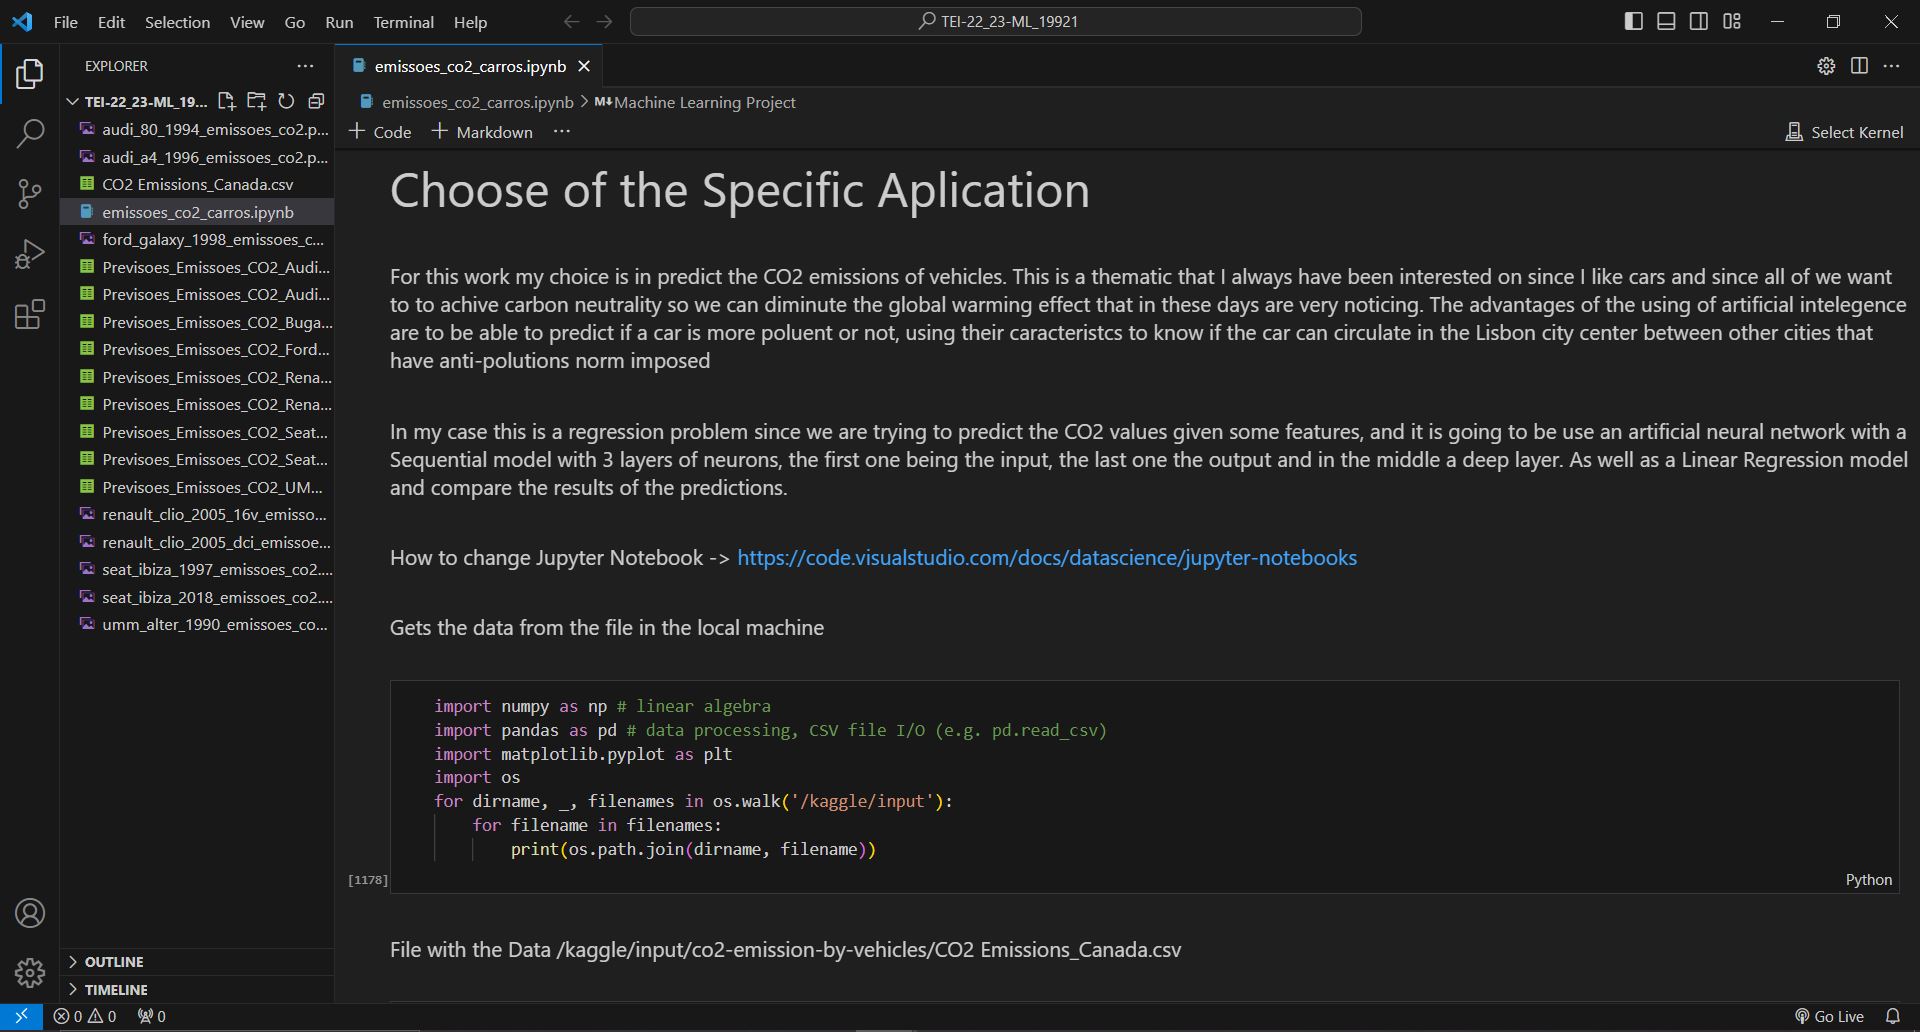 File Edit Selection View Go Run Terminal Help
TEI-22_23-ML_19921
EXPLORER
emissoes_co2_carros.ipynb
TEI-22_23-ML_19...
emissoes_co2_carros.ipynb > M↓Machine Learning Project
+ Code + Markdown ...
Select Kernel
audi_80_1994_emissoes_co2.p...
audi_a4_1996_emissoes_co2.p...
CO2 Emissions_Canada.csv
emissoes_co2_carros.ipynb
ford_galaxy_1998_emissoes_c...
Previsoes_Emissoes_CO2_Audi...
Previsoes_Emissoes_CO2_Audi...
Previsoes_Emissoes_CO2_Buga...
Previsoes_Emissoes_CO2_Ford...
Previsoes_Emissoes_CO2_Rena...
Previsoes_Emissoes_CO2_Rena...
Previsoes_Emissoes_CO2_Seat...
Previsoes_Emissoes_CO2_Seat...
Previsoes_Emissoes_CO2_UM...
renault_clio_2005_16v_emisso...
renault_clio_2005_dci_emissoe...
seat_ibiza_1997_emissoes_co2....
seat_ibiza_2018_emissoes_co2....
umm_alter_1990_emissoes_co...
OUTLINE
TIMELINE
Choose of the Specific Aplication
For this work my choice is in predict the CO2 emissions of vehicles. This is a thematic that I always have been interested on since I like cars and since all of we want
to to achive carbon neutrality so we can diminute the global warming effect that in these days are very noticing. The advantages of the using of artificial intelegence
are to be able to predict if a car is more poluent or not, using their caracteristcs to know if the car can circulate in the Lisbon city center between other cities that
have anti-polutions norm imposed
In my case this is a regression problem since we are trying to predict the CO2 values given some features, and it is going to be use an artificial neural network with a
Sequential model with 3 layers of neurons, the first one being the input, the last one the output and in the middle a deep layer. As well as a Linear Regression model
and compare the results of the predictions.
How to change Jupyter Notebook -> https://code.visualstudio.com/docs/datascience/jupyter-notebooks
Gets the data from the file in the local machine
import numpy as np # linear algebra
import pandas as pd # data processing, CSV file I/O (e.g. pd.read_csv)
import matplotlib.pyplot as plt
import os
for dirname, _, filenames in os.walk('/kaggle/input'):
    for filename in filenames:
        print(os.path.join(dirname, filename))
[1178]
Python
File with the Data /kaggle/input/co2-emission-by-vehicles/CO2 Emissions_Canada.csv
0 0 0
Go Live